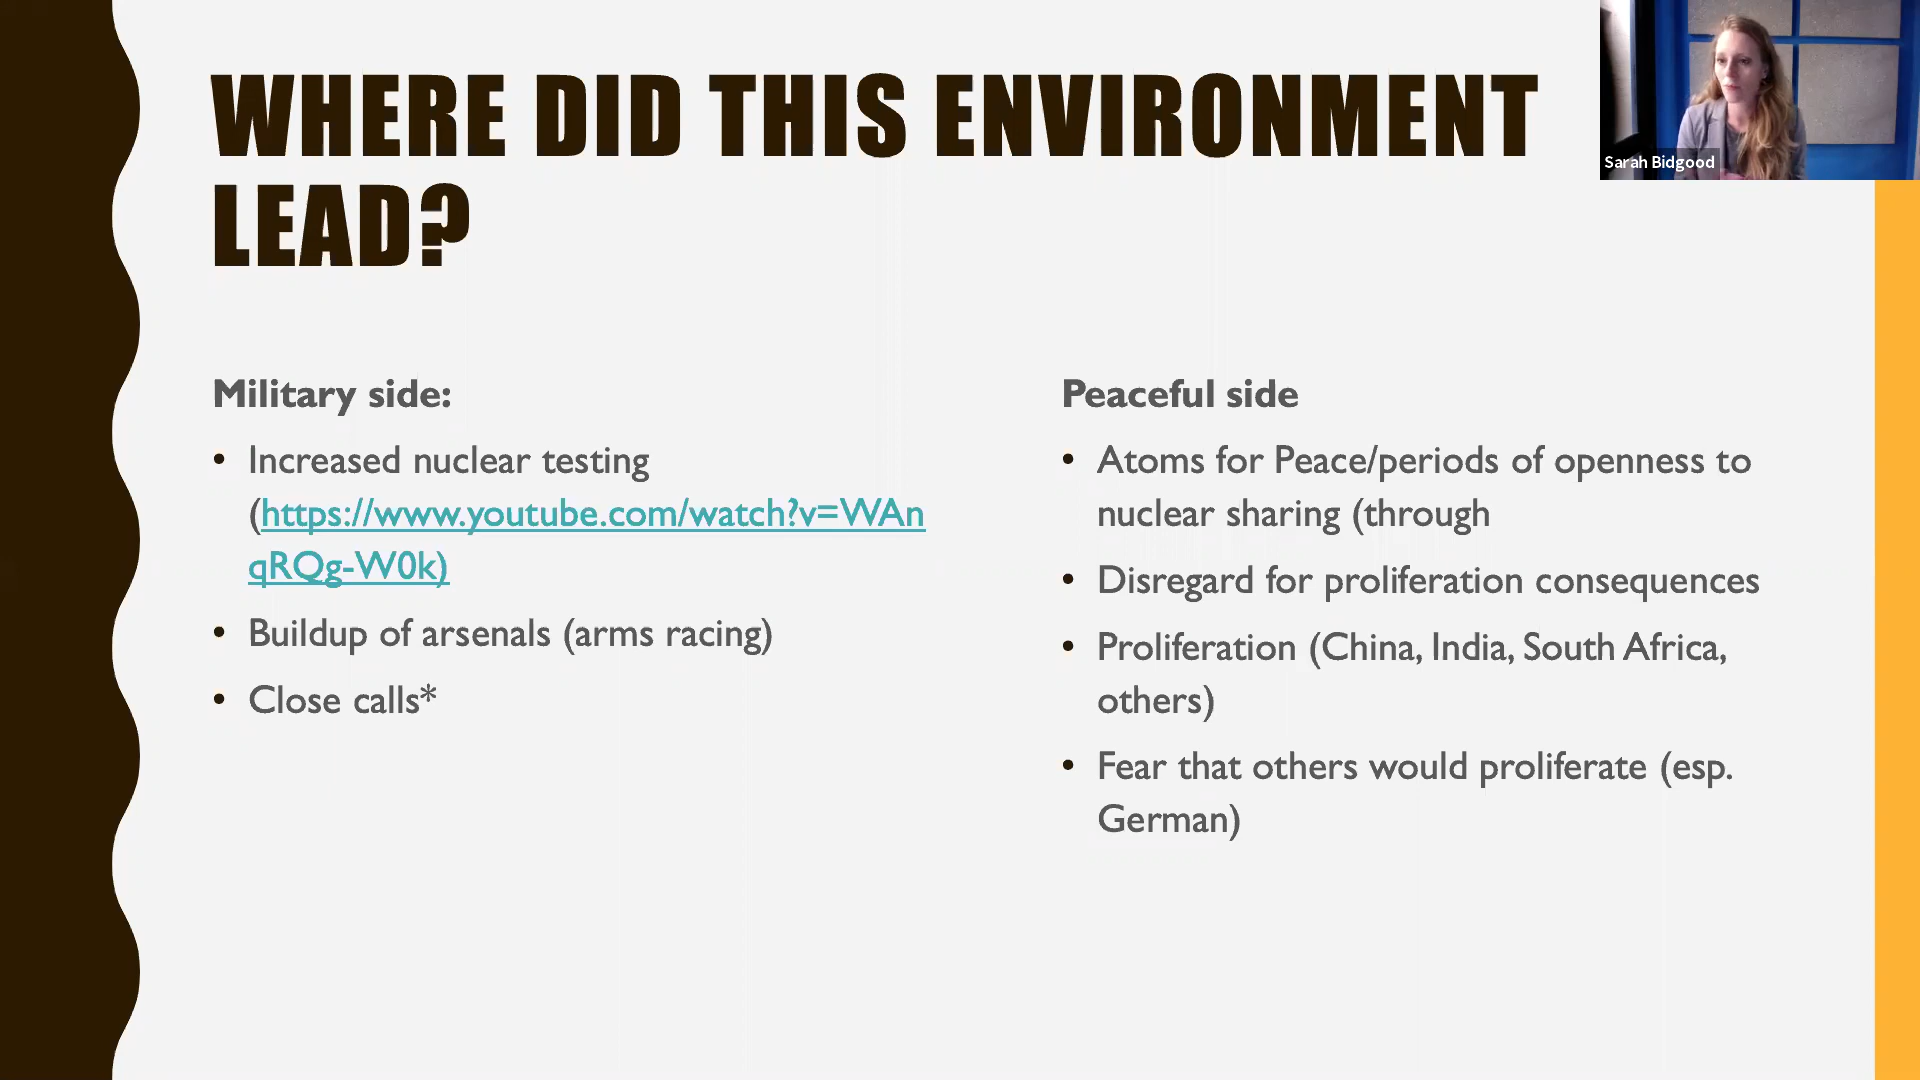 WHERE DID THIS ENVIRONMENT
LEAD?
Sarah Bidgood
Military side:
• Increased nuclear testing
(https://www.youtube.com/watch?v=WAn
qRQg-W0k)
• Buildup of arsenals (arms racing)
• Close calls*
Peaceful side
• Atoms for Peace/periods of openness to
nuclear sharing (through
• Disregard for proliferation consequences
• Proliferation (China, India, South Africa,
others)
• Fear that others would proliferate (esp.
German)